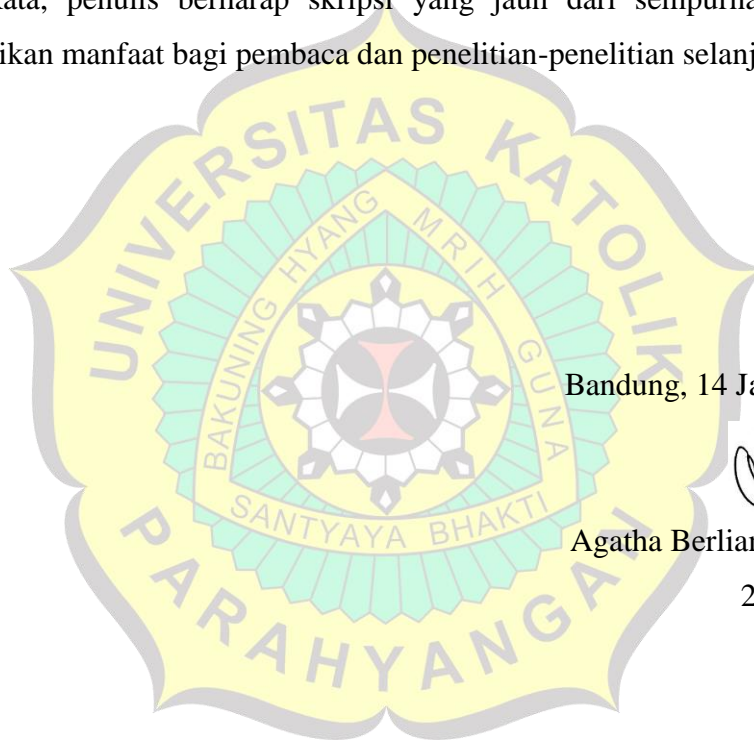 kata, penulis berharap skripsi yang jauh dari sempurna
ikan manfaat bagi pembaca dan penelitian-penelitian selanj
UNIVERSITAS KATOLIK
BAKUNING HYANG MRIH GUNA
SANTYAYA BHAKTI
PARAHYANGAN
Bandung, 14 Ja
Agatha Berlian
2